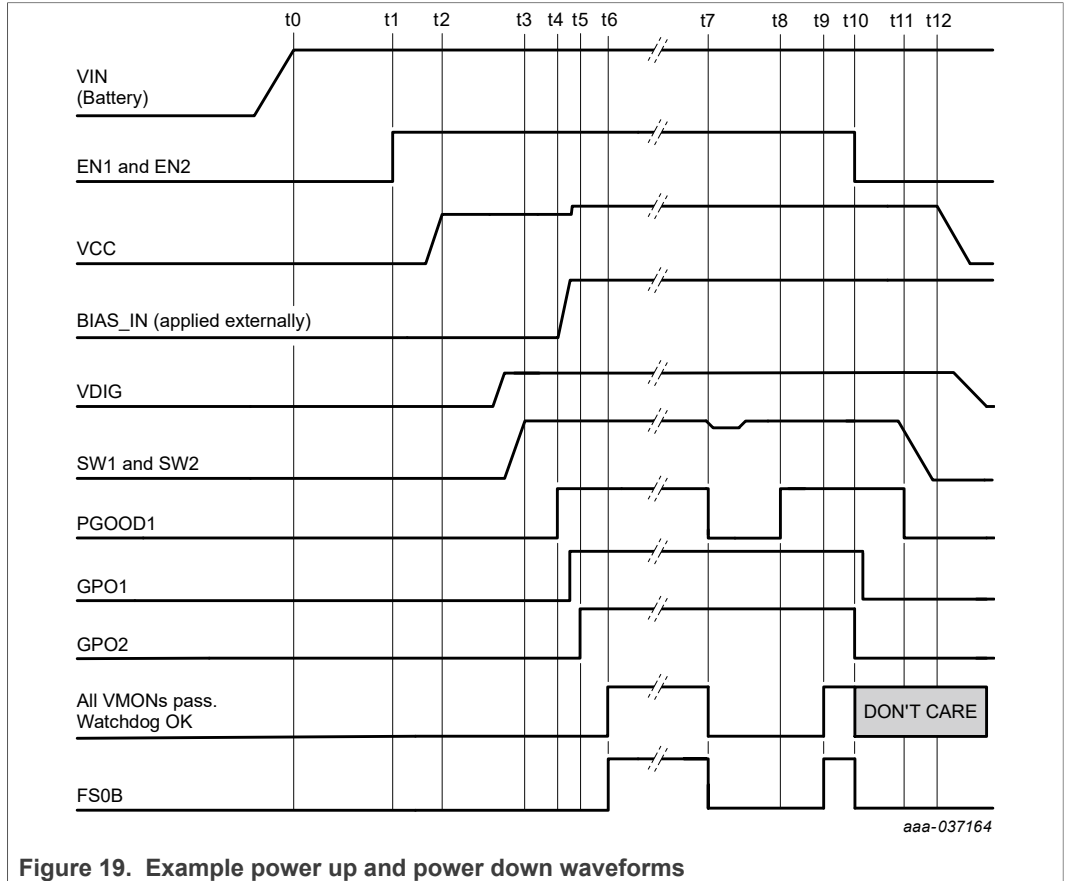 t0 t1 t2 t3 t4 t5 t6 t7 t8 t9 t10 t11 t12
VIN
(Battery)
EN1 and EN2
VCC
BIAS_IN (applied externally)
VDIG
SW1 and SW2
PGOOD1
GPO1
GPO2
All VMONs pass.
Watchdog OK
DON'T CARE
FS0B
aaa-037164
Figure 19. Example power up and power down waveforms